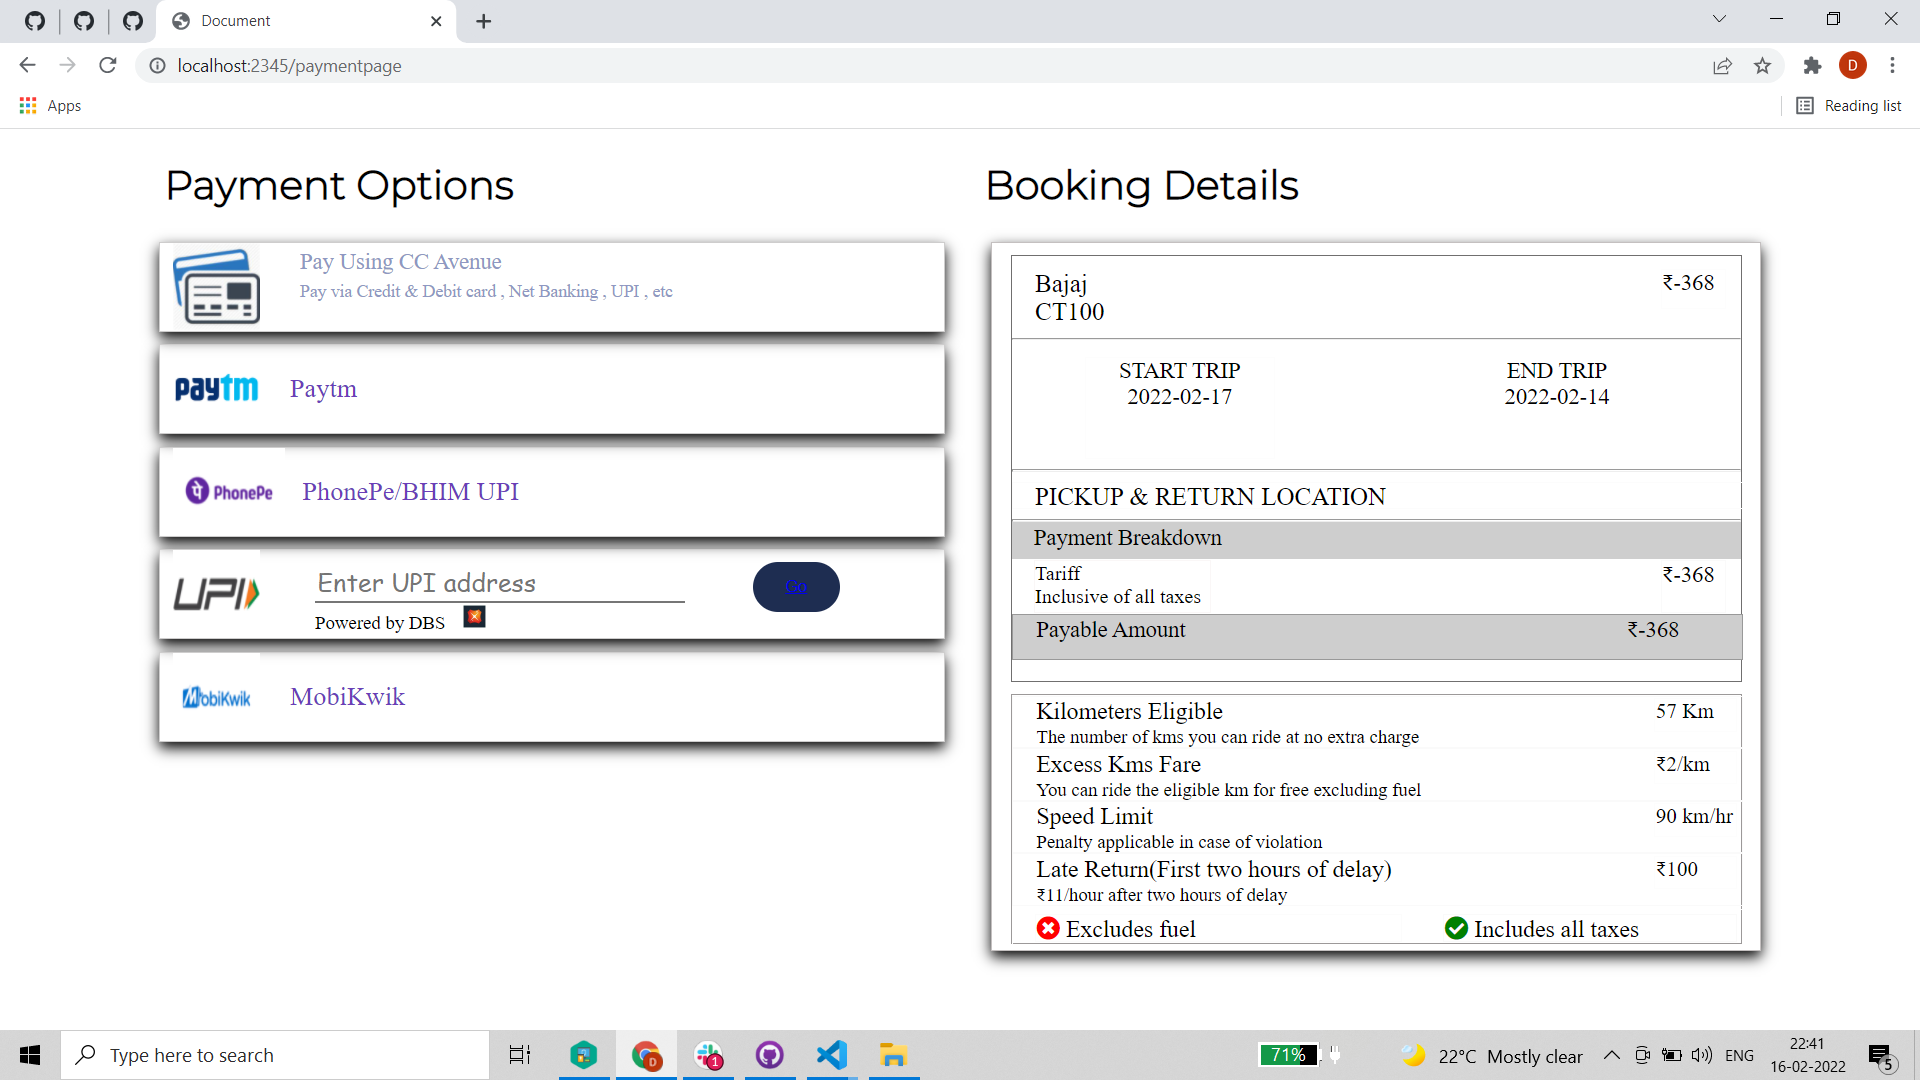 Document
localhost:2345/paymentpage
D
Apps
Reading list
Payment Options
Pay Using CC Avenue
Pay via Credit & Debit card , Net Banking , UPI , etc
paytm
Paytm
PhonePe
PhonePe/BHIM UPI
UPI
Enter UPI address
Go
Powered by DBS
MobiKwik
MobiKwik
Booking Details
Bajaj
CT100
₹-368
START TRIP
2022-02-17
END TRIP
2022-02-14
PICKUP & RETURN LOCATION
Payment Breakdown
Tariff
Inclusive of all taxes
₹-368
Payable Amount
₹-368
Kilometers Eligible
57 Km
The number of kms you can ride at no extra charge
Excess Kms Fare
₹2/km
You can ride the eligible km for free excluding fuel
Speed Limit
90 km/hr
Penalty applicable in case of violation
Late Return(First two hours of delay)
₹100
₹11/hour after two hours of delay
Excludes fuel
Includes all taxes
Type here to search
D
1
71%
22°C Mostly clear
ENG
22:41
16-02-2022
5